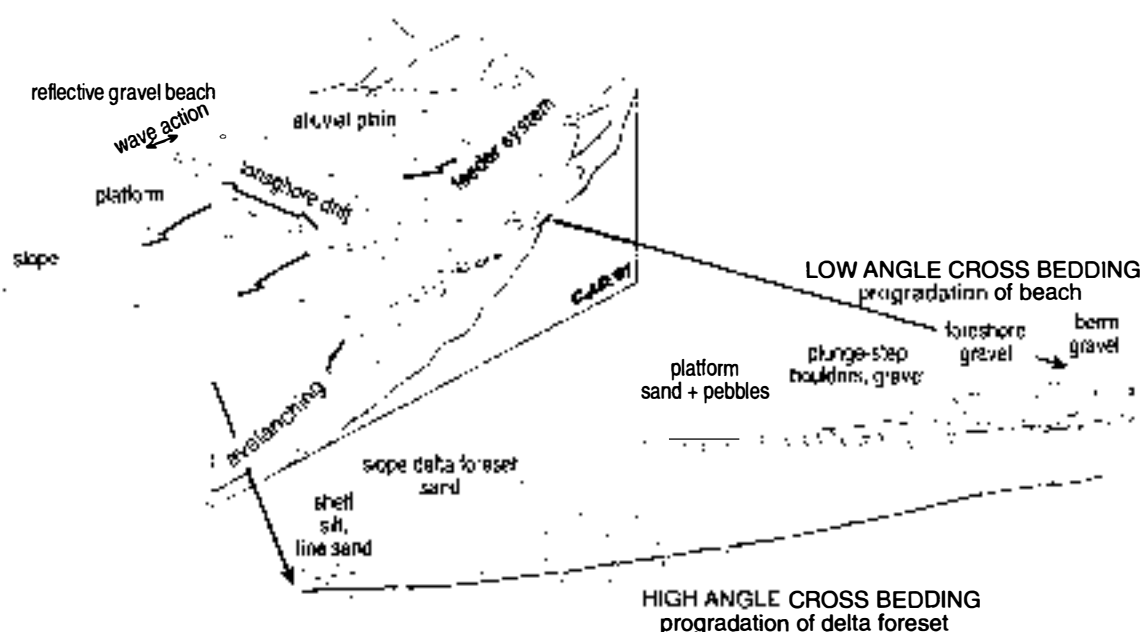 reflective gravel beach
wave action
alluvial plain
feeder system
longshore drift
platform
slope
LOW ANGLE CROSS BEDDING
progradation of beach
foreshore
gravel
berm
gravel
plunge-step
boulders, gravel
platform
sand + pebbles
avalanching
slope delta foreset
sand
shelf
silt,
fine sand
HIGH ANGLE CROSS BEDDING
progradation of delta foreset